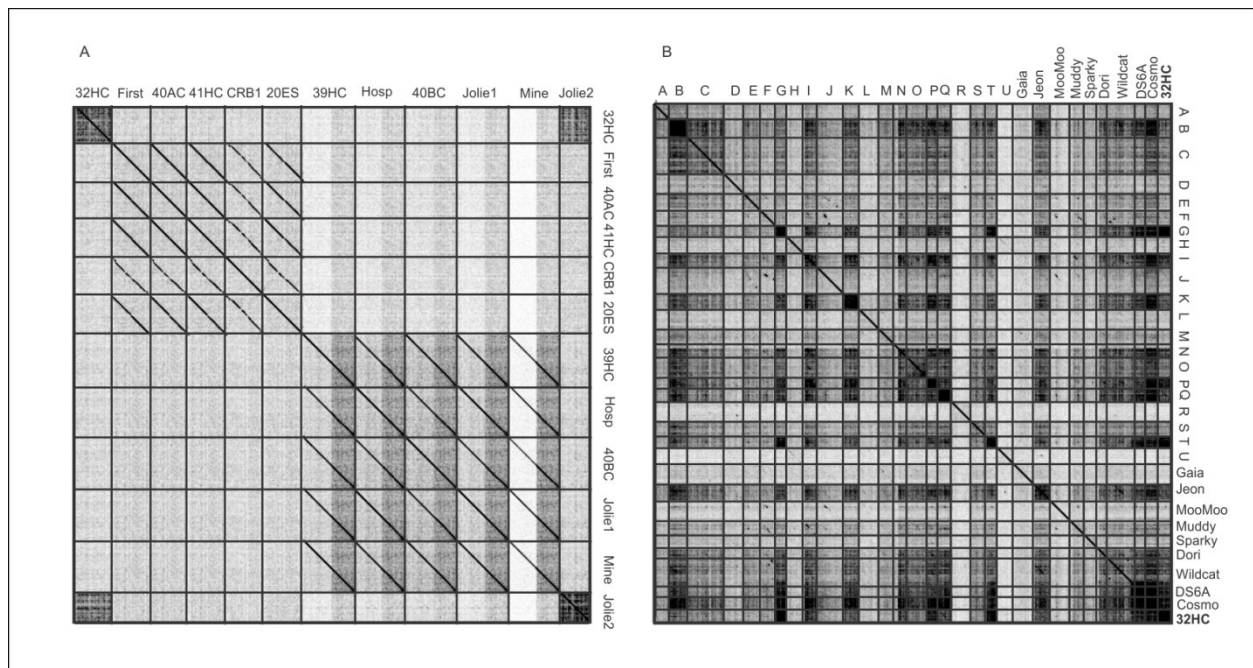 A
32HC First 40AC 41HC CRB1 20ES 39HC Hosp 40BC Jolie1 Mine Jolie2
32HC
First
40AC
41HC
CRB1
20ES
39HC
Hosp
40BC
Jolie1
Mine
Jolie2
B
A B C D E F G H I J K L M N O P Q R S T U Gaia Jeon MooMoo Muddy Sparky Dori Wildcat DS6A Cosmo 32HC
A
B
C
D
E
F
G
H
I
J
K
L
M
N
O
P
Q
R
S
T
U
Gaia
Jeon
MooMoo
Muddy
Sparky
Dori
Wildcat
DS6A
Cosmo
32HC